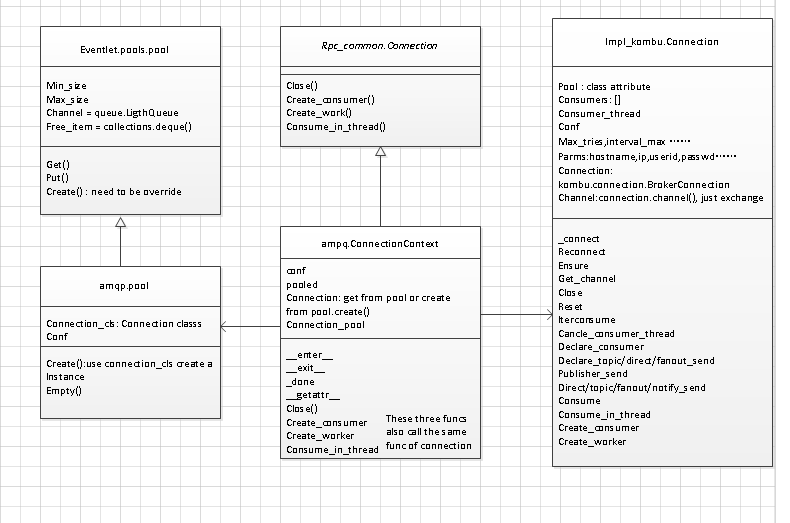 Eventlet.pools.pool
Min_size
Max_size
Channel = queue.LigthQueue
Free_item = collections.deque()
Get()
Put()
Create() : need to be override
amqp.pool
Connection_cls: Connection classs
Conf
Create():use connection_cls create a
Instance
Empty()
Rpc_common.Connection
Close()
Create_consumer()
Create_work()
Consume_in_thread()
ampq.ConnectionContext
conf
pooled
Connection: get from pool or create
from pool.create()
Connection_pool
__enter__
__exit__
_done
__getattr__
Close()
Create_consumer
Create_worker
Consume_in_thread
These three funcs
also call the same
func of connection
Impl_kombu.Connection
Pool : class attribute
Consumers: []
Consumer_thread
Conf
Max_tries,interval_max ······
Parms:hostname,ip,userid,passwd······
Connection:
kombu.connection.BrokerConnection
Channel:connection.channel(), just exchange
_connect
Reconnect
Ensure
Get_channel
Close
Reset
Iterconsume
Cancle_consumer_thread
Declare_consumer
Declare_topic/direct/fanout_send
Publisher_send
Direct/topic/fanout/notify_send
Consume
Consume_in_thread
Create_consumer
Create_worker